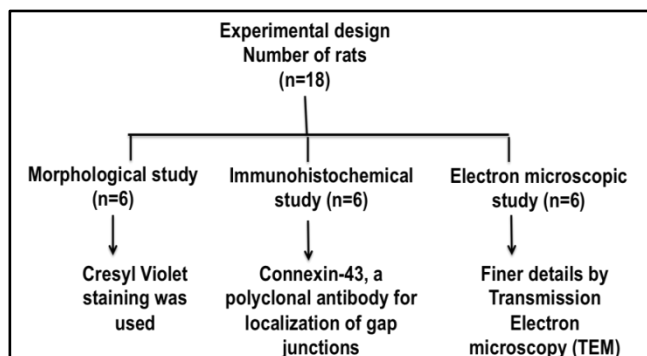 Experimental design
Number of rats
(n=18)
Morphological study
(n=6)
Immunohistochemical
study (n=6)
Electron microscopic
study (n=6)
Cresyl Violet
staining was
used
Connexin-43, a
polyclonal antibody for
localization of gap
junctions
Finer details by
Transmission
Electron
microscopy (TEM)